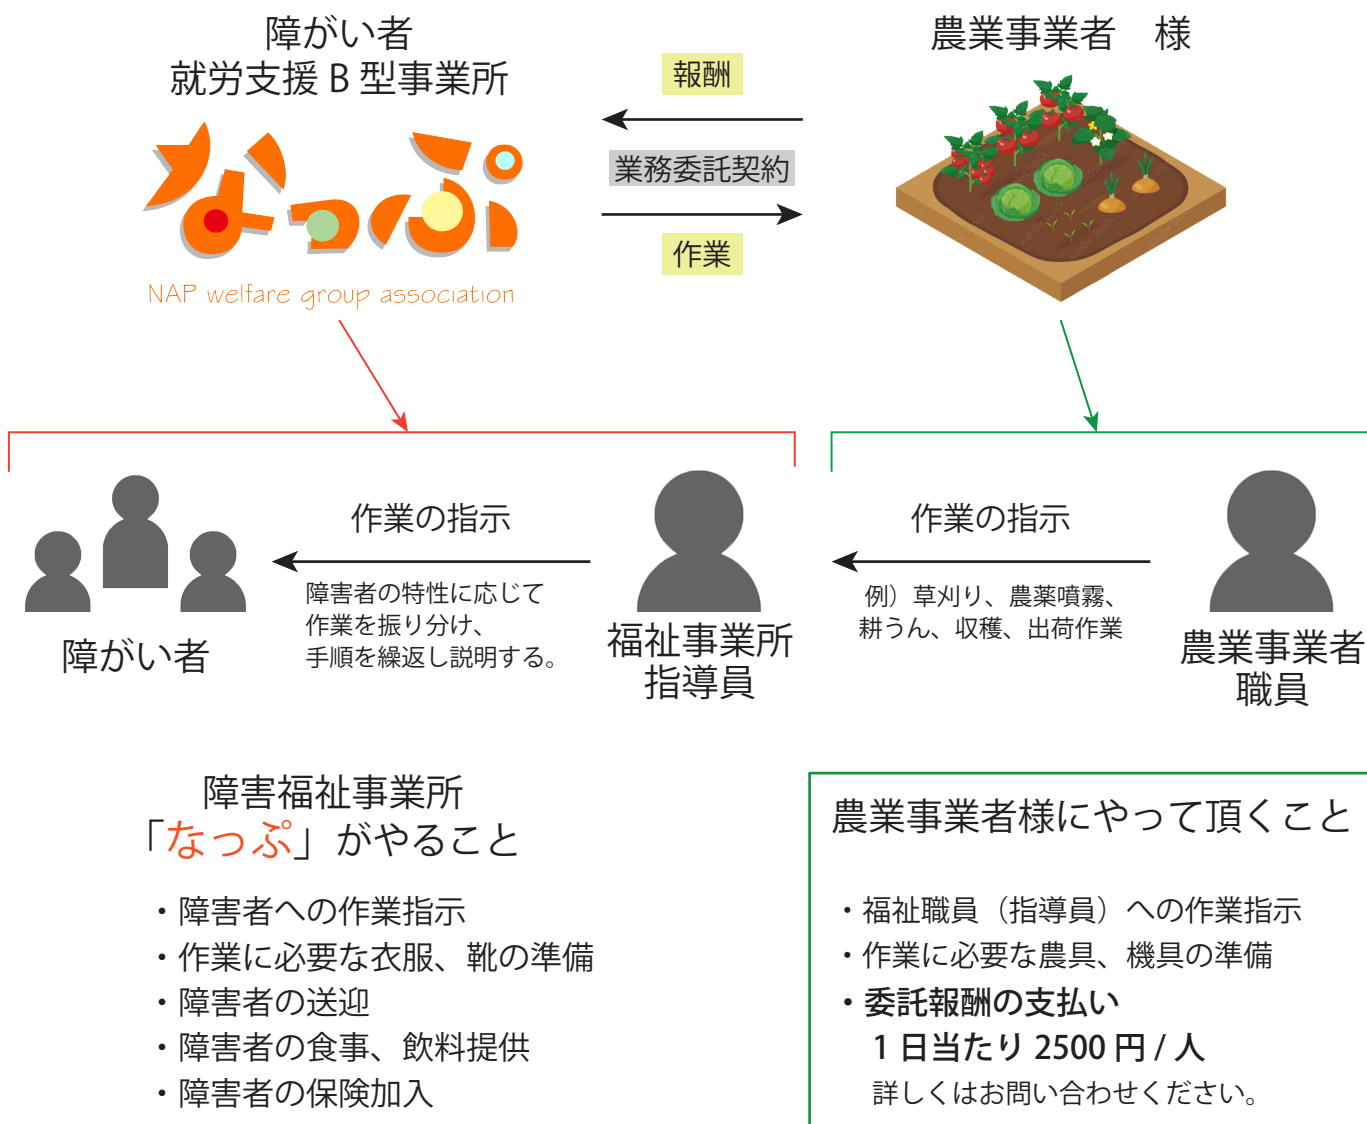 障がい者
就労支援 B 型事業所
なっぷ
NAP welfare group association
報酬
業務委託契約
作業
農業事業者　様
作業の指示
障害者の特性に応じて
作業を振り分け、
手順を繰返し説明する。
障がい者
福祉事業所
指導員
作業の指示
例）草刈り、農薬噴霧、
耕うん、収穫、出荷作業
農業事業者
職員
障害福祉事業所
「なっぷ」がやること
・障害者への作業指示
・作業に必要な衣服、靴の準備
・障害者の送迎
・障害者の食事、飲料提供
・障害者の保険加入
農業事業者様にやって頂くこと
・福祉職員（指導員）への作業指示
・作業に必要な農具、機具の準備
・委託報酬の支払い
1 日当たり 2500 円 / 人
詳しくはお問い合わせください。